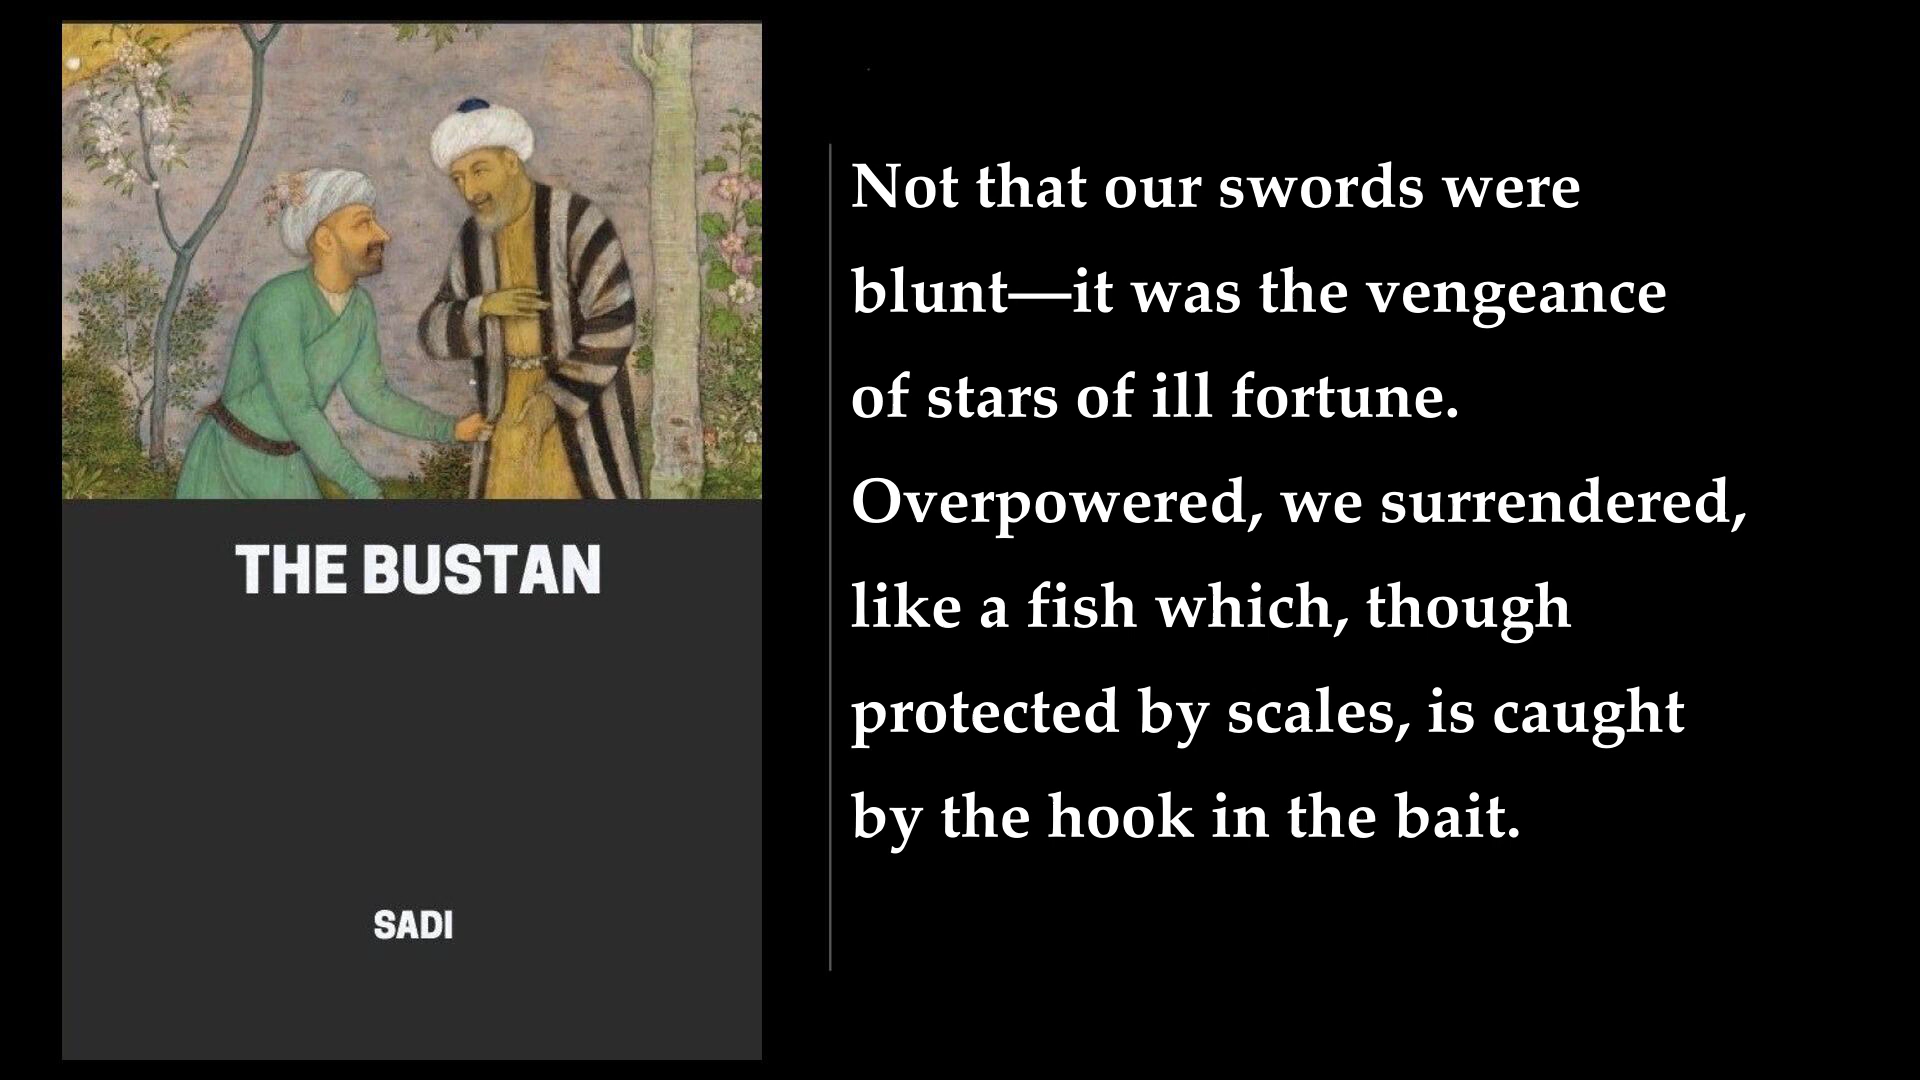 THE BUSTAN
SADI
Not that our swords were
blunt—it was the vengeance
of stars of ill fortune.
Overpowered, we surrendered,
like a fish which, though
protected by scales, is caught
by the hook in the bait.